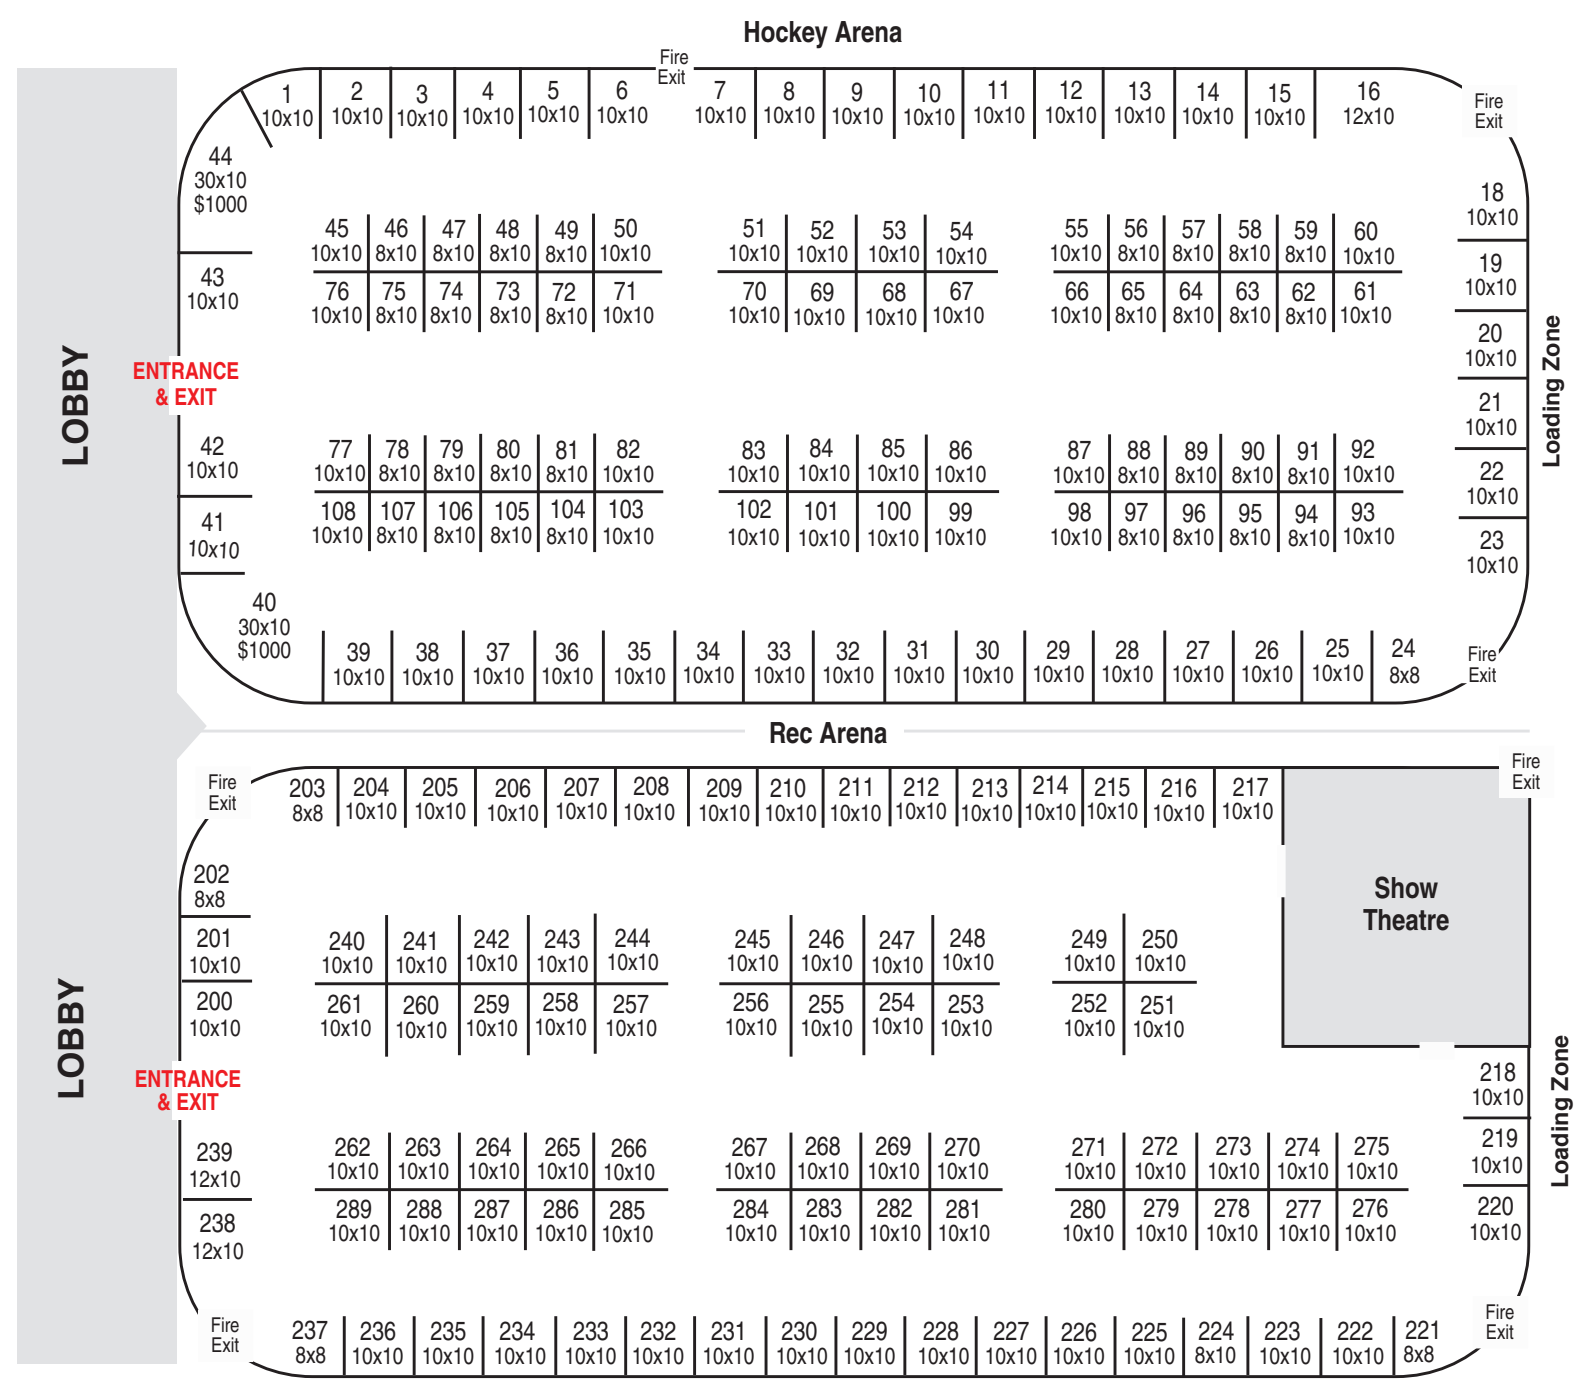 Hockey Arena
Fire
Exit
1 2 3 4 5 6 7 8 9 10 11 12 13 14 15 16
10x10 10x10 10x10 10x10 10x10 10x10 10x10 10x10 10x10 10x10 10x10 10x10 10x10 10x10 10x10 12x10
Fire
Exit
44
30x10
$1000
18
10x10
45 46 47 48 49 50 51 52 53 54 55 56 57 58 59 60
10x10 8x10 8x10 8x10 8x10 10x10 10x10 10x10 10x10 10x10 10x10 8x10 8x10 8x10 8x10 10x10
43
10x10
19
10x10
76 75 74 73 72 71 70 69 68 67 66 65 64 63 62 61
10x10 8x10 8x10 8x10 8x10 10x10 10x10 10x10 10x10 10x10 10x10 8x10 8x10 8x10 8x10 10x10
LOBBY
ENTRANCE
& EXIT
20
10x10
21
10x10
Loading Zone
42
10x10
77 78 79 80 81 82 83 84 85 86 87 88 89 90 91 92
10x10 8x10 8x10 8x10 8x10 10x10 10x10 10x10 10x10 10x10 10x10 8x10 8x10 8x10 8x10 10x10
22
10x10
41
10x10
108 107 106 105 104 103 102 101 100 99 98 97 96 95 94 93
10x10 8x10 8x10 8x10 8x10 10x10 10x10 10x10 10x10 10x10 10x10 8x10 8x10 8x10 8x10 10x10
23
10x10
40
30x10
$1000
39 38 37 36 35 34 33 32 31 30 29 28 27 26 25 24
10x10 10x10 10x10 10x10 10x10 10x10 10x10 10x10 10x10 10x10 10x10 10x10 10x10 10x10 10x10 8x8
Fire
Exit
Rec Arena
Fire
Exit
203 204 205 206 207 208 209 210 211 212 213 214 215 216 217
8x8 10x10 10x10 10x10 10x10 10x10 10x10 10x10 10x10 10x10 10x10 10x10 10x10 10x10 10x10
Fire
Exit
202
8x8
Show
Theatre
201
10x10
240 241 242 243 244 245 246 247 248 249 250
10x10 10x10 10x10 10x10 10x10 10x10 10x10 10x10 10x10 10x10 10x10
200
10x10
261 260 259 258 257 256 255 254 253 252 251
10x10 10x10 10x10 10x10 10x10 10x10 10x10 10x10 10x10 10x10 10x10
LOBBY
ENTRANCE
& EXIT
218
10x10
Loading Zone
239
12x10
262 263 264 265 266 267 268 269 270 271 272 273 274 275
10x10 10x10 10x10 10x10 10x10 10x10 10x10 10x10 10x10 10x10 10x10 10x10 10x10 10x10
219
10x10
238
12x10
289 288 287 286 285 284 283 282 281 280 279 278 277 276
10x10 10x10 10x10 10x10 10x10 10x10 10x10 10x10 10x10 10x10 10x10 10x10 10x10 10x10
220
10x10
Fire
Exit
237 236 235 234 233 232 231 230 229 228 227 226 225 224 223 222 221
8x8 10x10 10x10 10x10 10x10 10x10 10x10 10x10 10x10 10x10 10x10 10x10 10x10 8x10 10x10 10x10 8x8
Fire
Exit